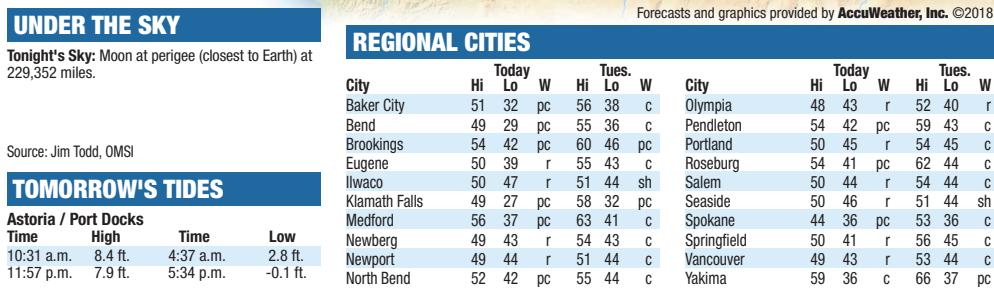 Forecasts and graphics provided by AccuWeather, Inc. ©2018
UNDER THE SKY
Tonight's Sky: Moon at perigee (closest to Earth) at
229,352 miles.
Source: Jim Todd, OMSI
TOMORROW'S TIDES
Astoria / Port Docks
Time High Time Low
10:31 a.m. 8.4 ft. 4:37 a.m. 2.8 ft.
11:57 p.m. 7.9 ft. 5:34 p.m. -0.1 ft.
REGIONAL CITIES
Today Tues.
City Hi Lo W Hi Lo W
Baker City 51 32 pc 56 38 c
Bend 49 29 pc 55 36 c
Brookings 54 42 pc 60 46 pc
Eugene 50 39 r 55 43 c
Ilwaco 50 47 r 51 44 sh
Klamath Falls 49 27 pc 58 32 pc
Medford 56 37 pc 63 41 c
Newberg 49 43 r 54 43 c
Newport 49 44 r 51 44 c
North Bend 52 42 pc 55 44 c
Today Tues.
City Hi Lo W Hi Lo W
Olympia 48 43 r 52 40 r
Pendleton 54 42 pc 59 43 c
Portland 50 45 r 54 45 c
Roseburg 54 41 pc 62 44 c
Salem 50 44 r 54 44 c
Seaside 50 46 r 51 44 sh
Spokane 44 36 pc 53 36 c
Springfield 50 41 r 56 45 c
Vancouver 49 43 r 53 44 c
Yakima 59 36 c 66 37 pc